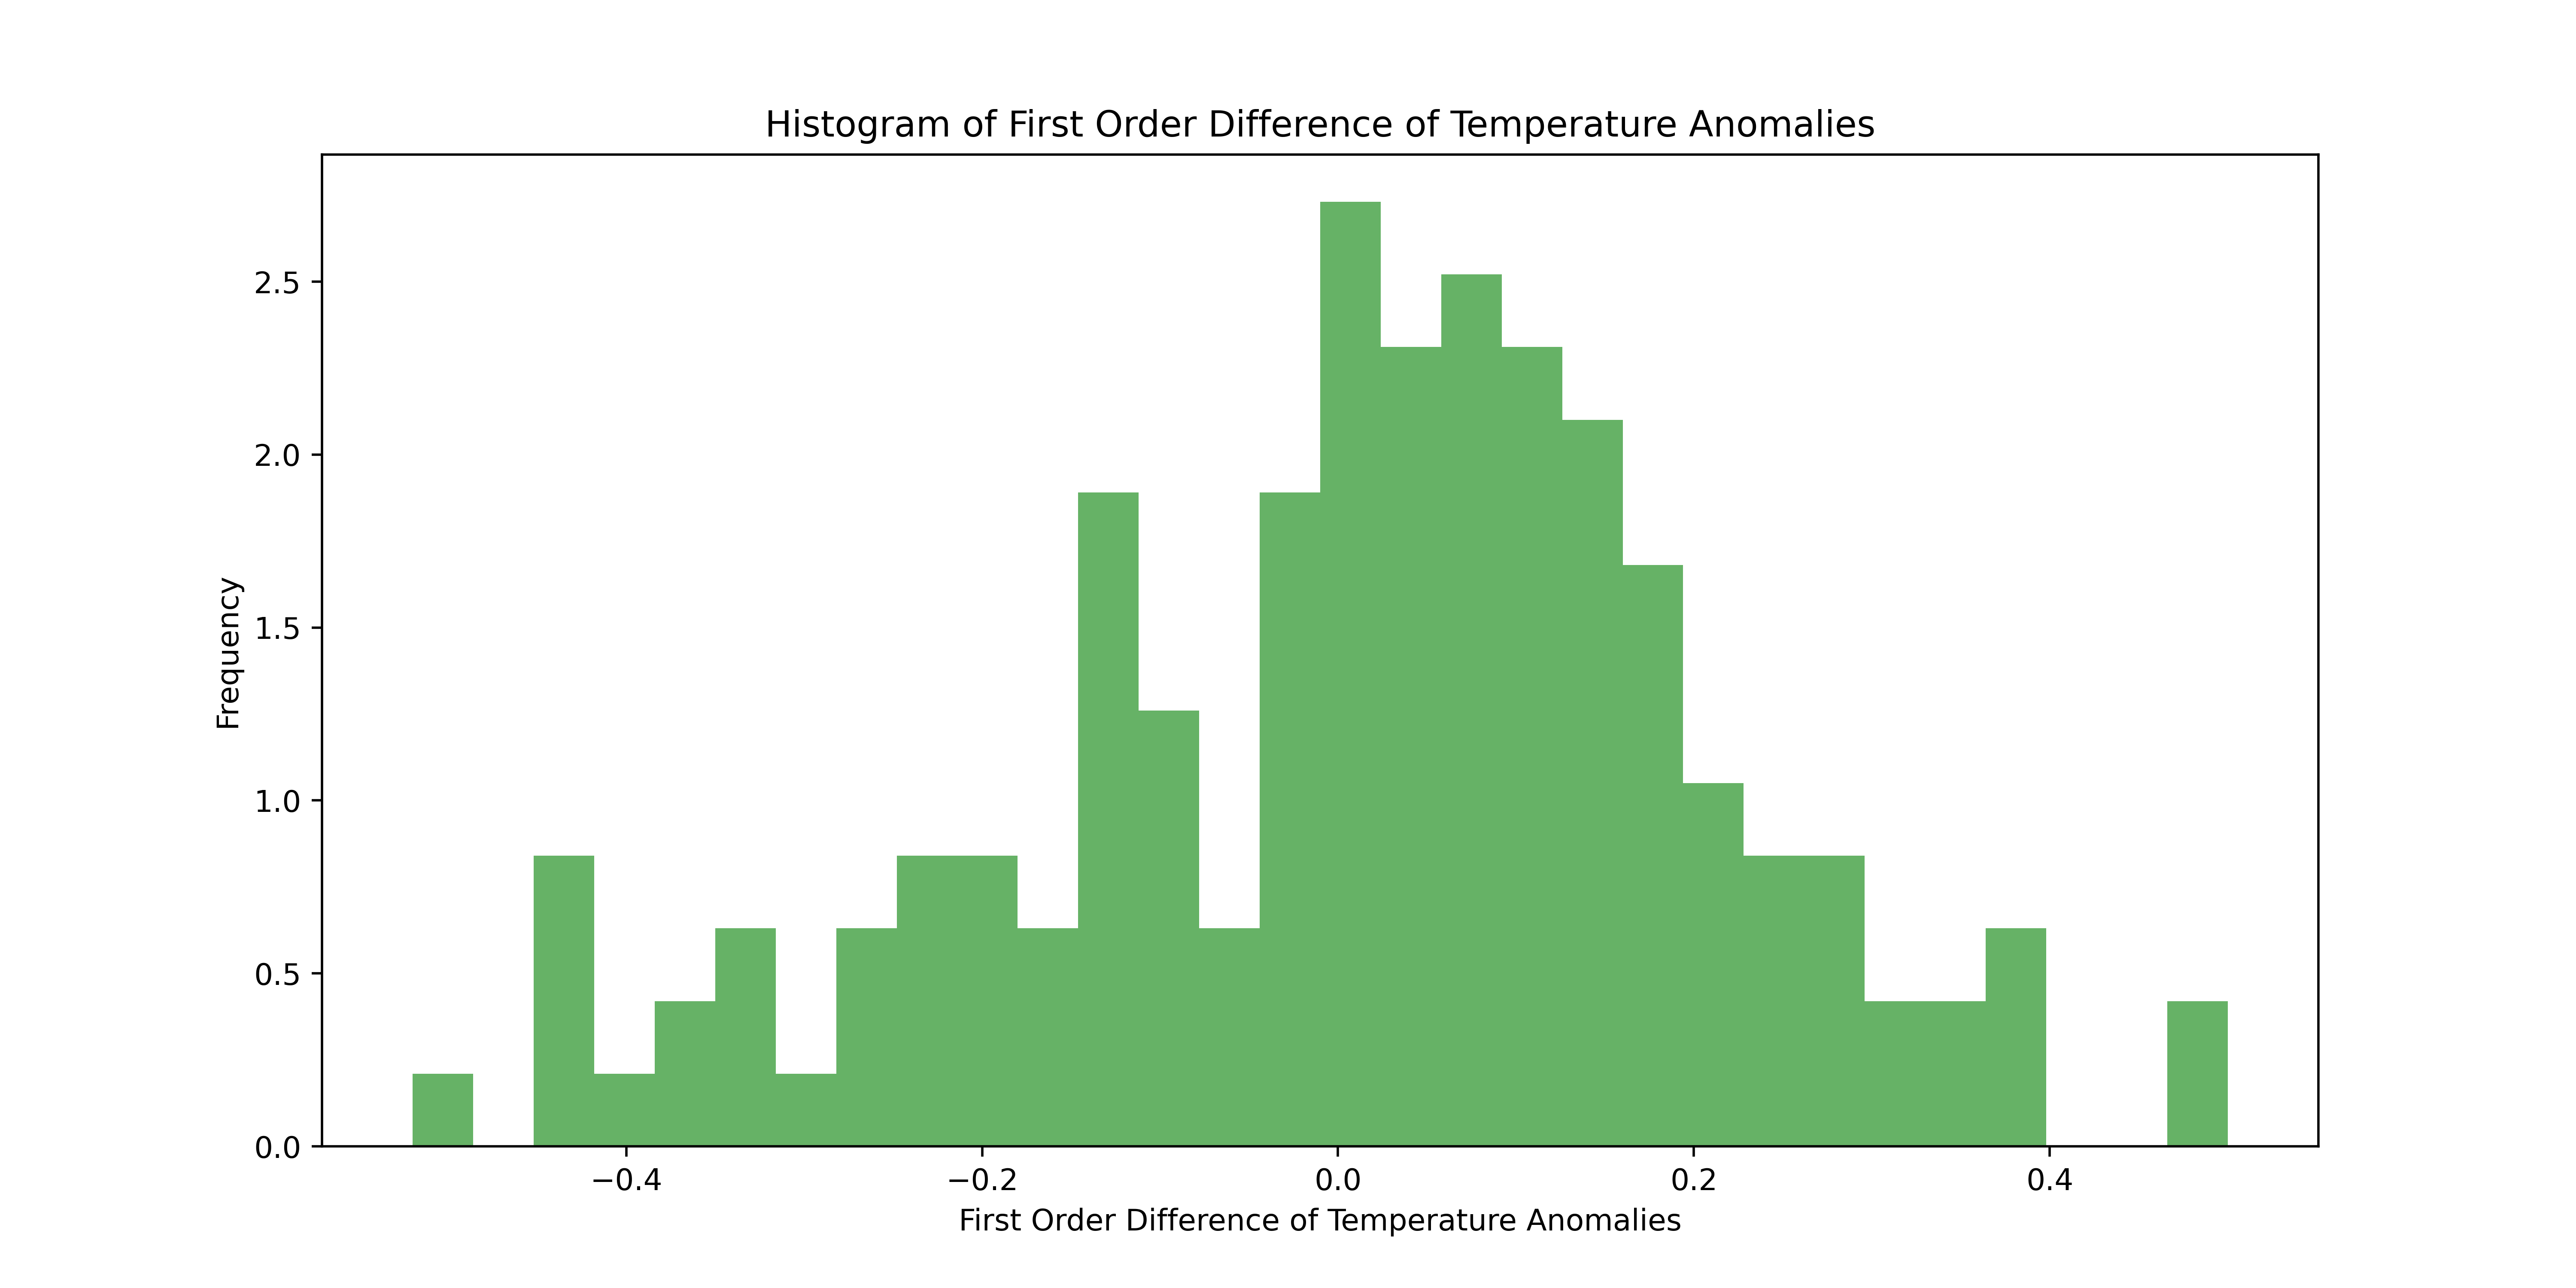 Histogram of First Order Difference of Temperature Anomalies
2.5
2.0
1.5
1.0
0.5
0.0
Frequency
−0.4 −0.2 0.0 0.2 0.4
First Order Difference of Temperature Anomalies